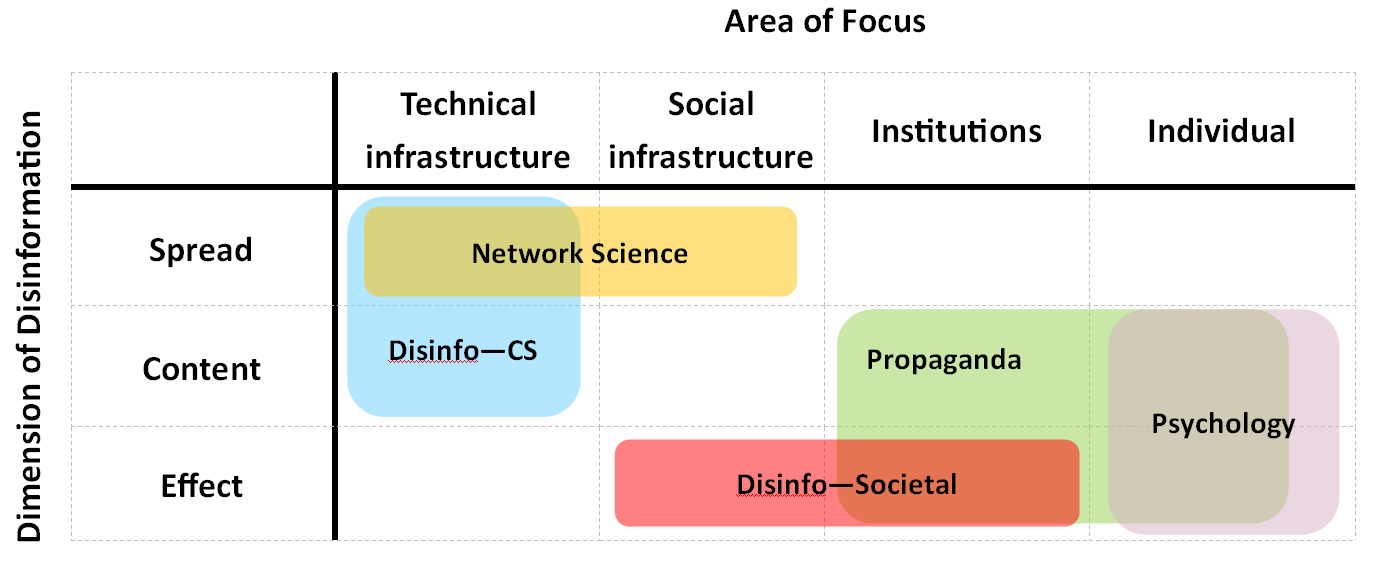 Area of Focus
Dimension of Disinformation
Technical
infrastructure
Social
infrastructure
Institutions
Individual
Spread
Network Science
Content
Disinfo—CS
Propaganda
Psychology
Effect
Disinfo—Societal